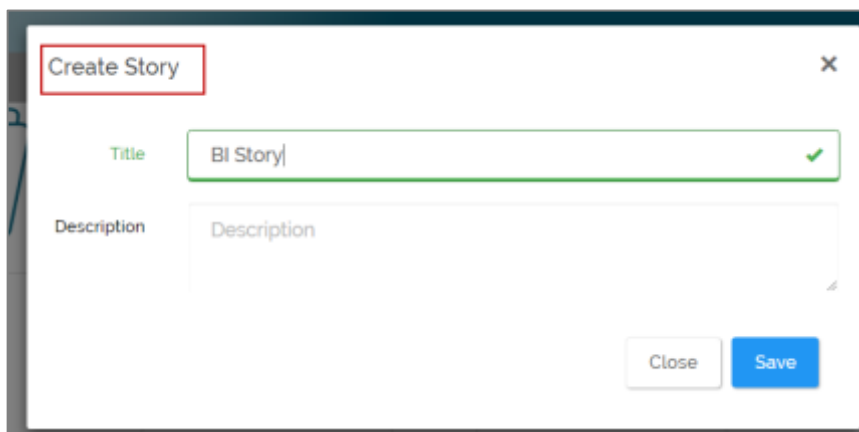 Create Story
Title
BI Story
Description
Description
Close
Save